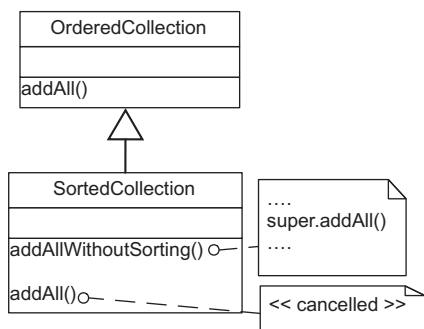 OrderedCollection
addAll()
SortedCollection
addAllWithoutSorting()
addAll()
....
super.addAll()
....
<< cancelled >>